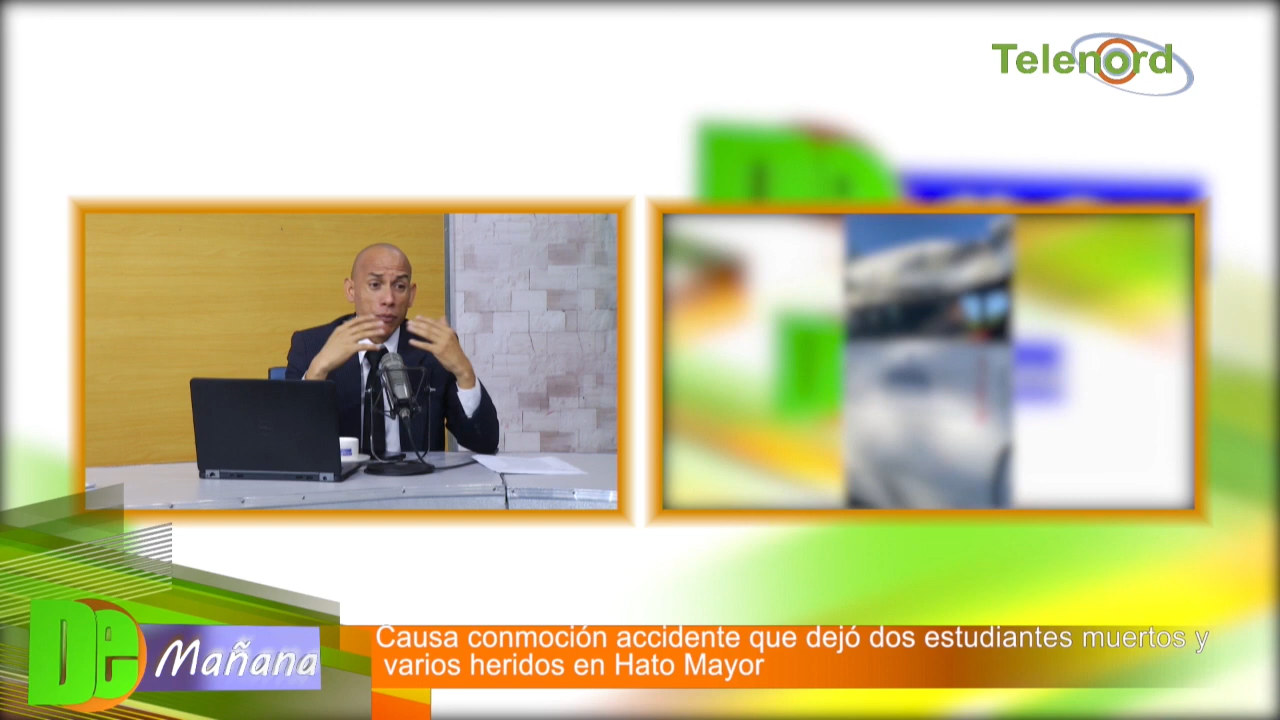 Telenord
De
Mañana
Causa conmoción accidente que dejó dos estudiantes muertos y
varios heridos en Hato Mayor